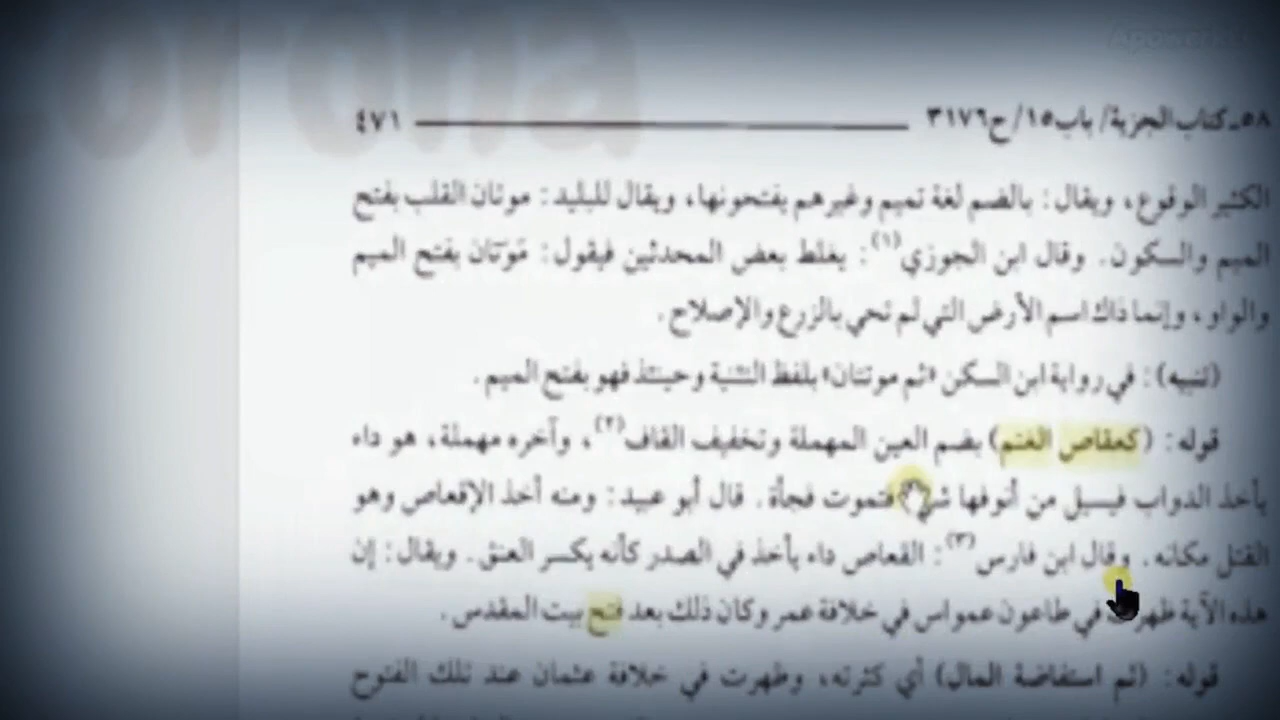 corona
Apowersoft
٥٨ـ كتاب الجزية/ باب١٥/ ح٣١٧٦ ٤٧١
الكثير الوقوع، ويقال: بالضم لغة تميم وغيرهم يفتحونها، ويقال للبليد: موتان القلب بفتح
الميم والسكون. وقال ابن الجوزي(١): يغلط بعض المحدثين فيقول: مَوَتَان بفتح الميم
والواو، وإنما ذاك اسم الأرض التي لم تحي بالزرع والإصلاح.
(تنبيه): في رواية ابن السكن «ثم موتتان» بلفظ التثنية وحينئذ فهو بفتح الميم.
قوله: (كعقاص الغنم) بضم العين المهملة وتخفيف القاف(٢)، وآخره مهملة، هو داء
يأخذ الدواب فيسيل من أنوفها فتموت فجأة. قال أبو عبيد: ومنه أخذ الإقعاص وهو
القتل مكانه. وقال ابن فارس(٣): القعاص داء يأخذ في الصدر كأنه يكسر العنق. ويقال: إن
هذه الآية ظهرت في طاعون عمواس في خلافة عمر وكان ذلك بعد فتح بيت المقدس.
قوله: (ثم استفاضة المال) أي كثرته، وظهرت في خلافة عثمان عند تلك الفتوح